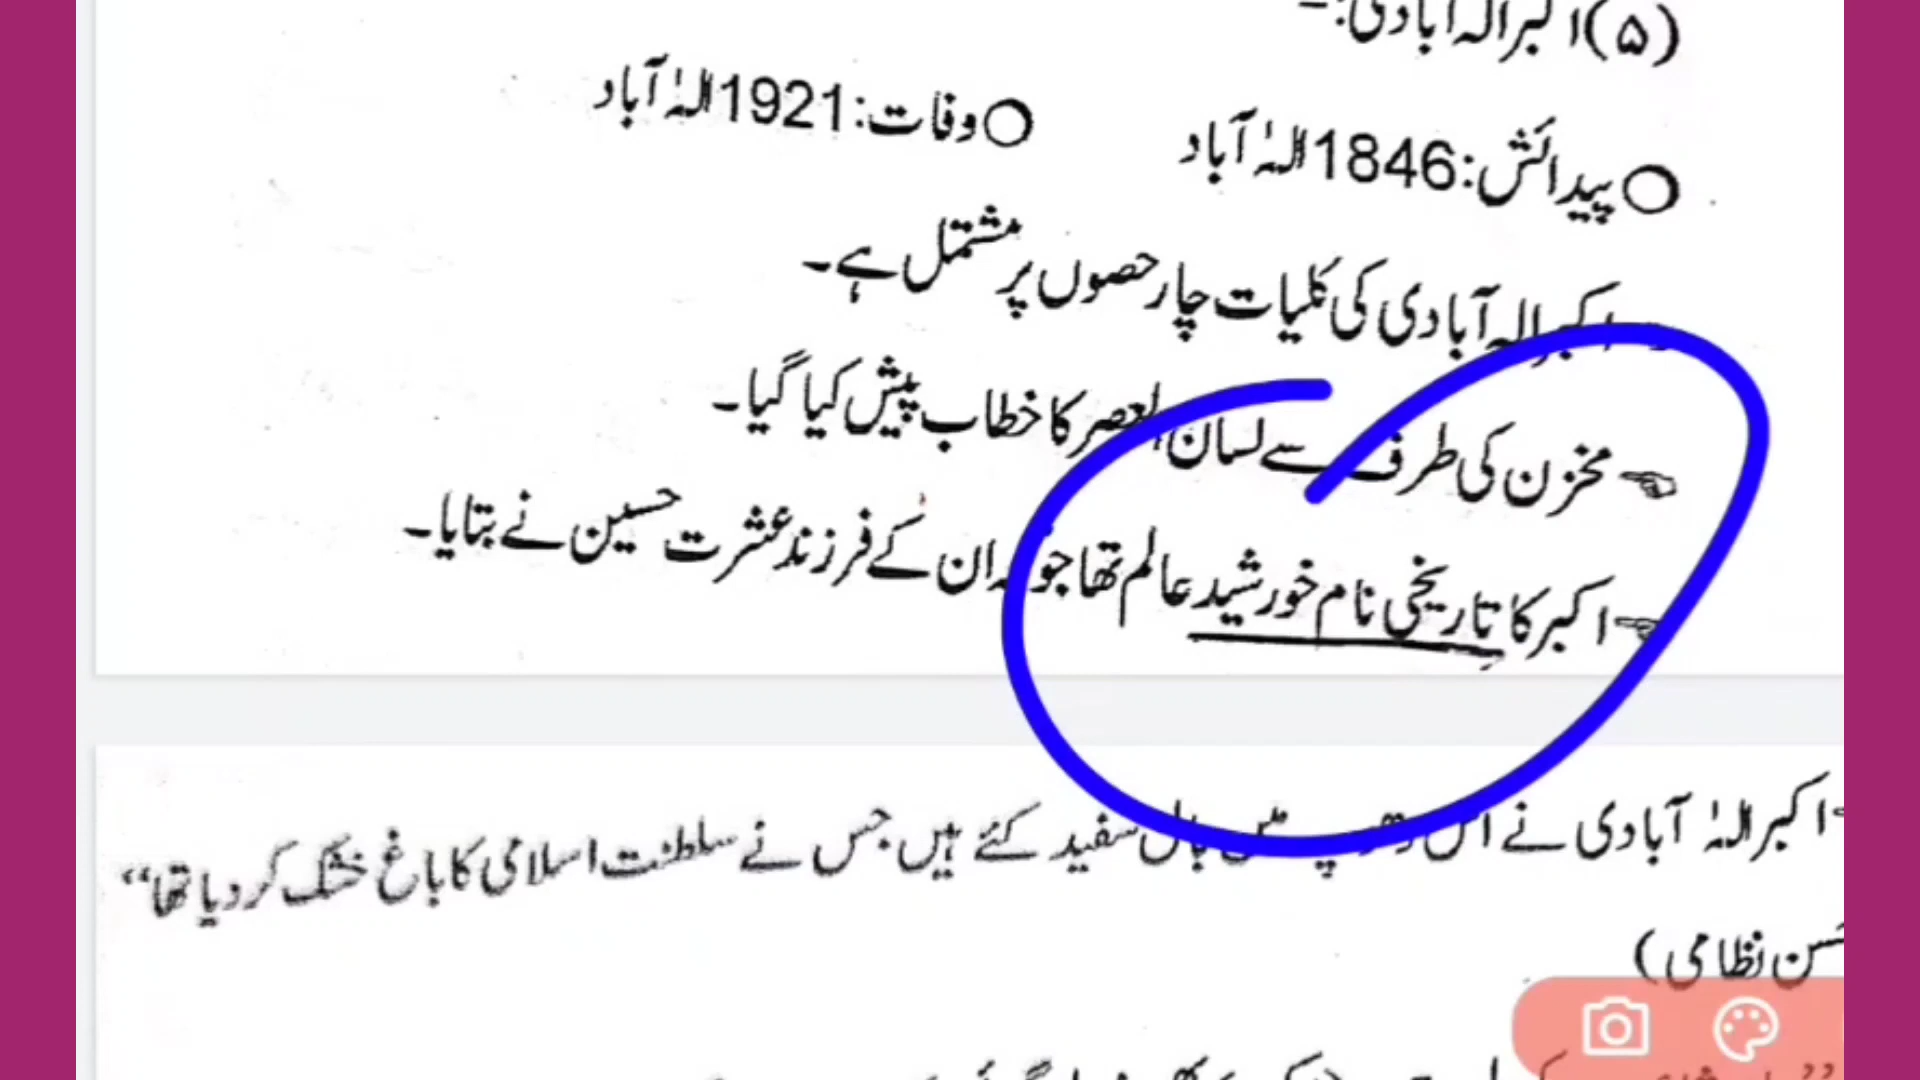 (۵) اکبر الہ آبادی:-
○ پیدائش: 1846 الہٰ آباد ○ وفات: 1921 الہٰ آباد
اکبر الہ آبادی کی کلیات چار حصوں پر مشتمل ہے۔
مخزن کی طرف سے لسان العصر کا خطاب پیش کیا گیا۔
اکبر کا تاریخی نام خورشید عالم تھا جو ان کے فرزند عشرت حسین نے بتایا۔
اکبر الہٰ آبادی نے اس میں بال سفید کئے ہیں جس نے سلطنت اسلامی کا باغ خشک کر دیا تھا“
حسن نظامی)